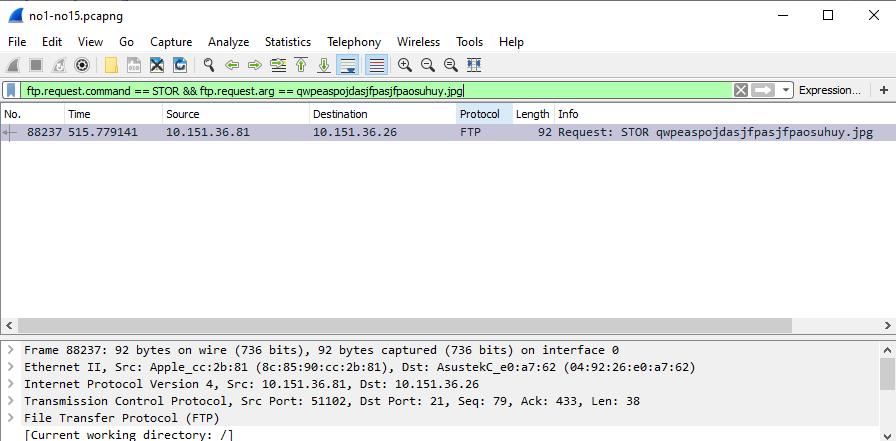 no1-no15.pcapng
File Edit View Go Capture Analyze Statistics Telephony Wireless Tools Help
ftp.request.command == STOR && ftp.request.arg == qwpeaspojdasjfpasjfpaosuhuy.jpg Expression... +
No. Time Source Destination Protocol Length Info
88237 515.779141 10.151.36.81 10.151.36.26 FTP 92 Request: STOR qwpeaspojdasjfpasjfpaosuhuy.jpg
Frame 88237: 92 bytes on wire (736 bits), 92 bytes captured (736 bits) on interface 0
Ethernet II, Src: Apple_cc:2b:81 (8c:85:90:cc:2b:81), Dst: AsustekC_e0:a7:62 (04:92:26:e0:a7:62)
Internet Protocol Version 4, Src: 10.151.36.81, Dst: 10.151.36.26
Transmission Control Protocol, Src Port: 51102, Dst Port: 21, Seq: 79, Ack: 433, Len: 38
File Transfer Protocol (FTP)
[Current working directory: /]